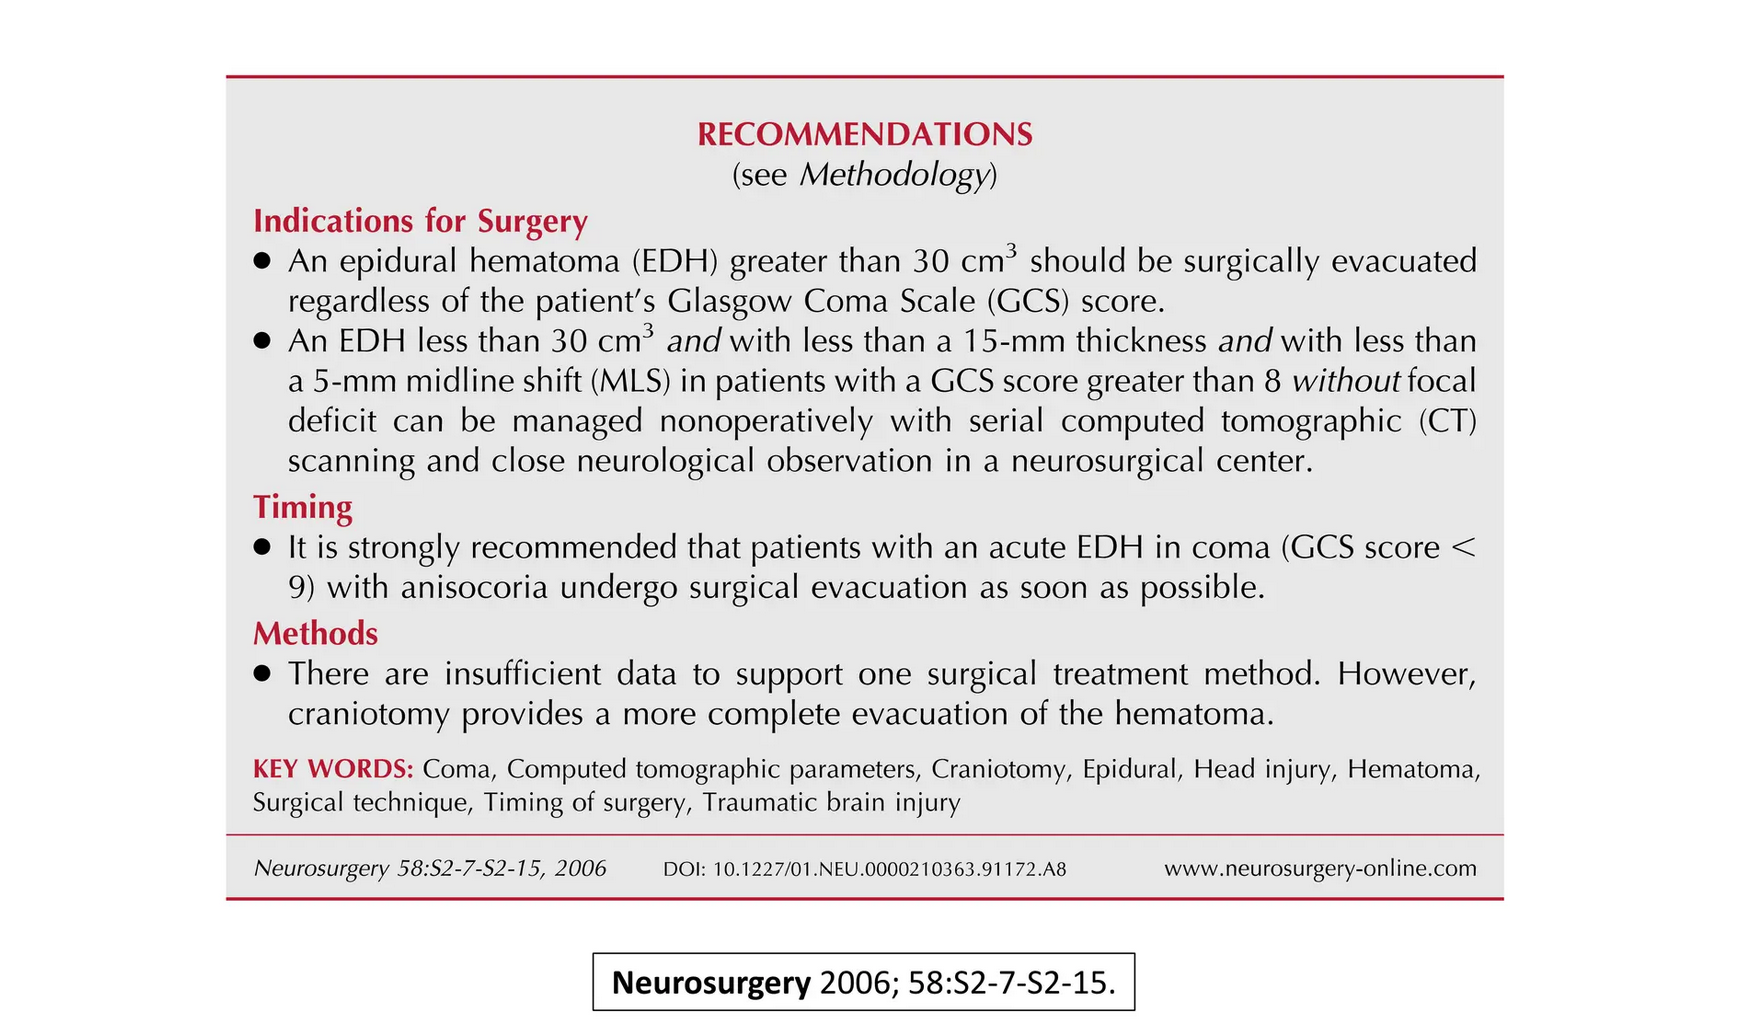 RECOMMENDATIONS
(see Methodology)
Indications for Surgery
● An epidural hematoma (EDH) greater than 30 cm³ should be surgically evacuated
regardless of the patient's Glasgow Coma Scale (GCS) score.
● An EDH less than 30 cm³ and with less than a 15-mm thickness and with less than
a 5-mm midline shift (MLS) in patients with a GCS score greater than 8 without focal
deficit can be managed nonoperatively with serial computed tomographic (CT)
scanning and close neurological observation in a neurosurgical center.
Timing
● It is strongly recommended that patients with an acute EDH in coma (GCS score <
9) with anisocoria undergo surgical evacuation as soon as possible.
Methods
● There are insufficient data to support one surgical treatment method. However,
craniotomy provides a more complete evacuation of the hematoma.
KEY WORDS: Coma, Computed tomographic parameters, Craniotomy, Epidural, Head injury, Hematoma,
Surgical technique, Timing of surgery, Traumatic brain injury
Neurosurgery 58:S2-7-S2-15, 2006 DOI: 10.1227/01.NEU.0000210363.91172.A8 www.neurosurgery-online.com
Neurosurgery 2006; 58:S2-7-S2-15.